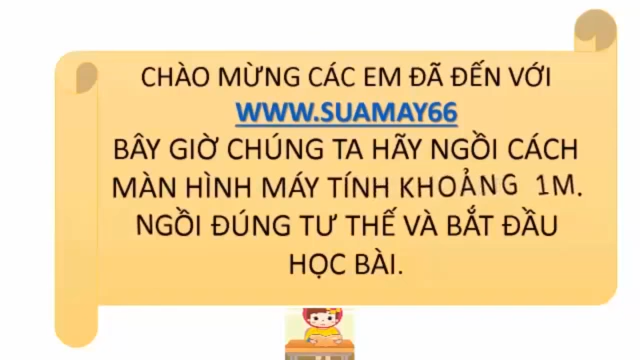 CHÀO MỪNG CÁC EM ĐÃ ĐẾN VỚI
WWW.SUAMAY66
BÂY GIỜ CHÚNG TA HÃY NGỒI CÁCH
MÀN HÌNH MÁY TÍNH KHOẢNG 1M.
NGỒI ĐÚNG TƯ THẾ VÀ BẮT ĐẦU
HỌC BÀI.